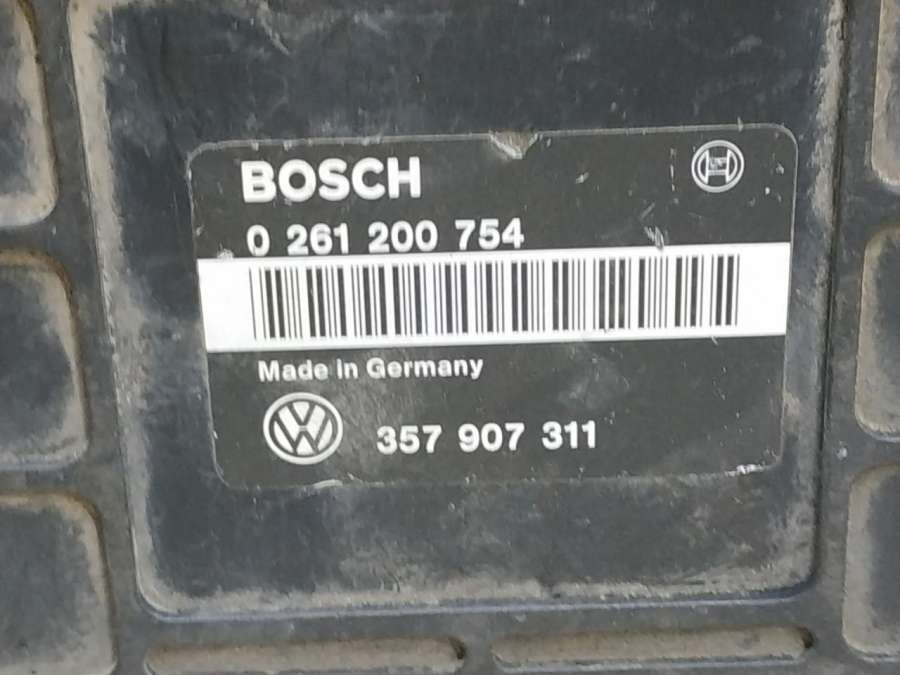 BOSCH
0 261 200 754
Made in Germany
357 907 311